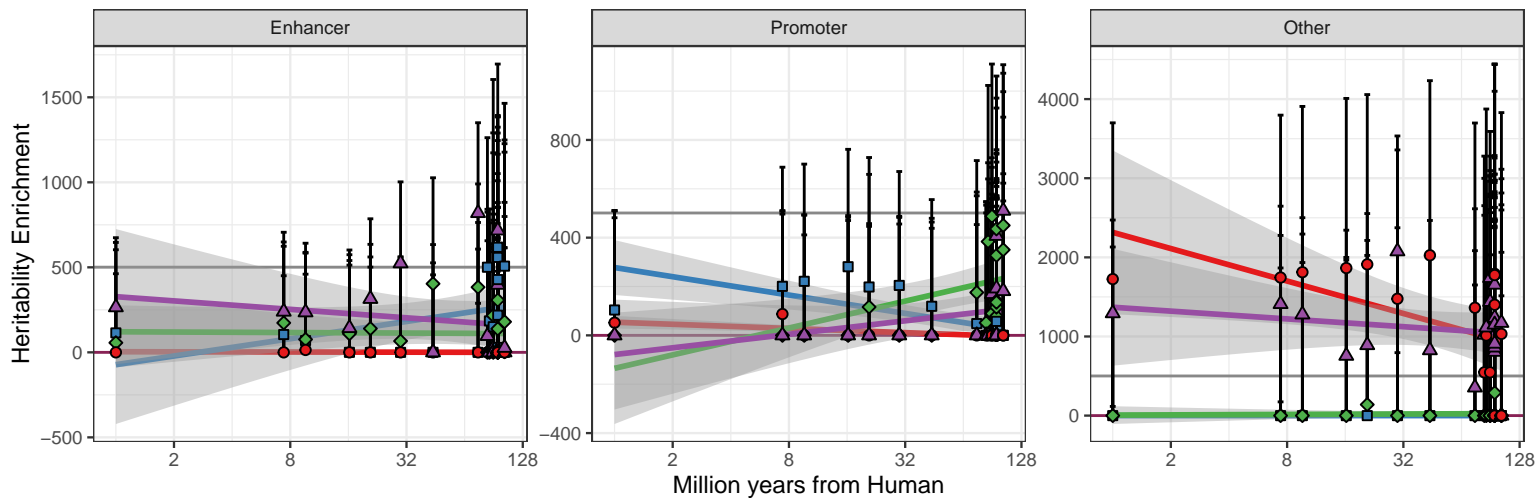 Enhancer
Promoter
Other
Heritability Enrichment
1500
1000
500
0
−500
800
400
0
−400
4000
3000
2000
1000
0
2 8 32 128
2 8 32 128
2 8 32 128
Million years from Human